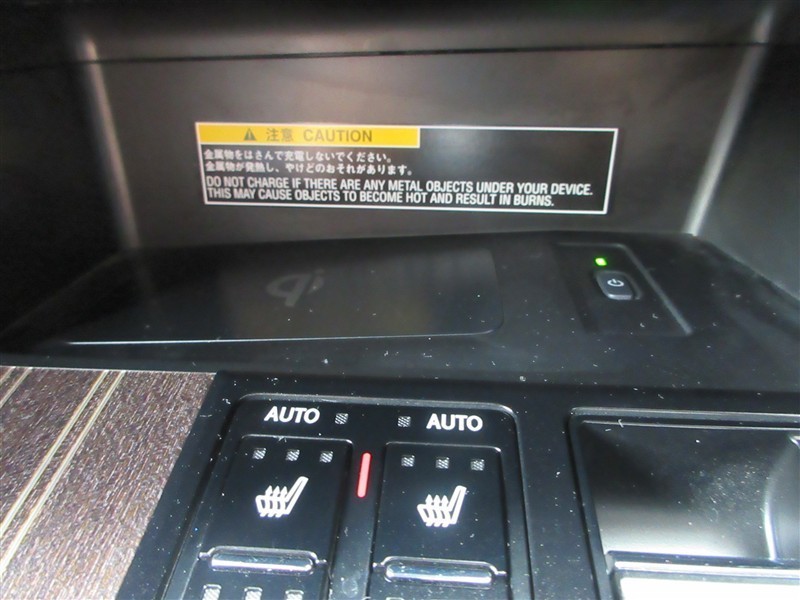 注意 CAUTION
金属物をはさんで充電しないでください。
金属物が発熱し、やけどのおそれがあります。
DO NOT CHARGE IF THERE ARE ANY METAL OBJECTS UNDER YOUR DEVICE.
THIS MAY CAUSE OBJECTS TO BECOME HOT AND RESULT IN BURNS.
AUTO AUTO